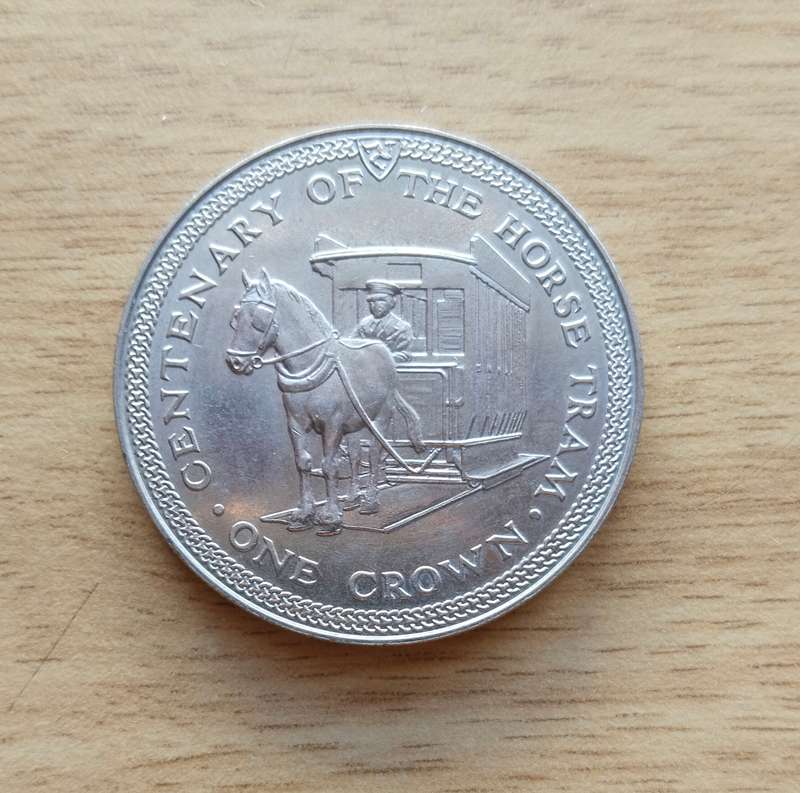 · CENTENARY OF THE HORSE TRAM ·
ONE CROWN